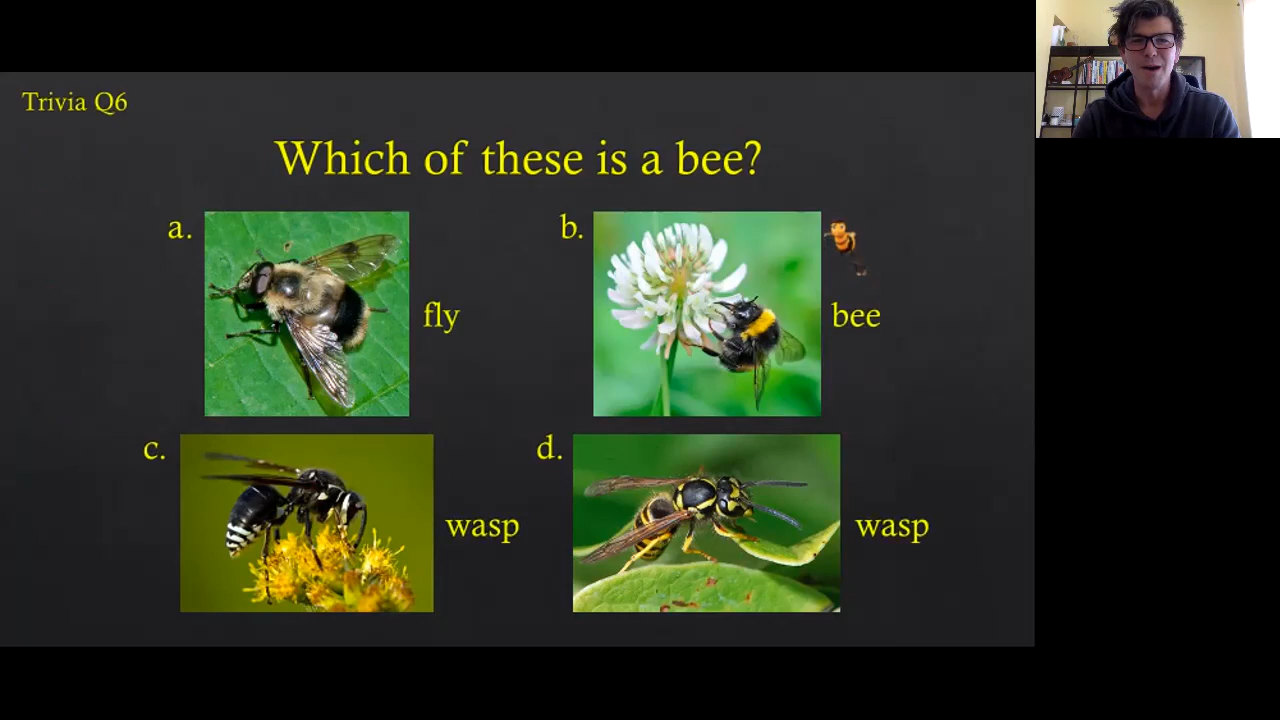 Trivia Q6
Which of these is a bee?
a.
fly
b.
bee
c.
wasp
d.
wasp